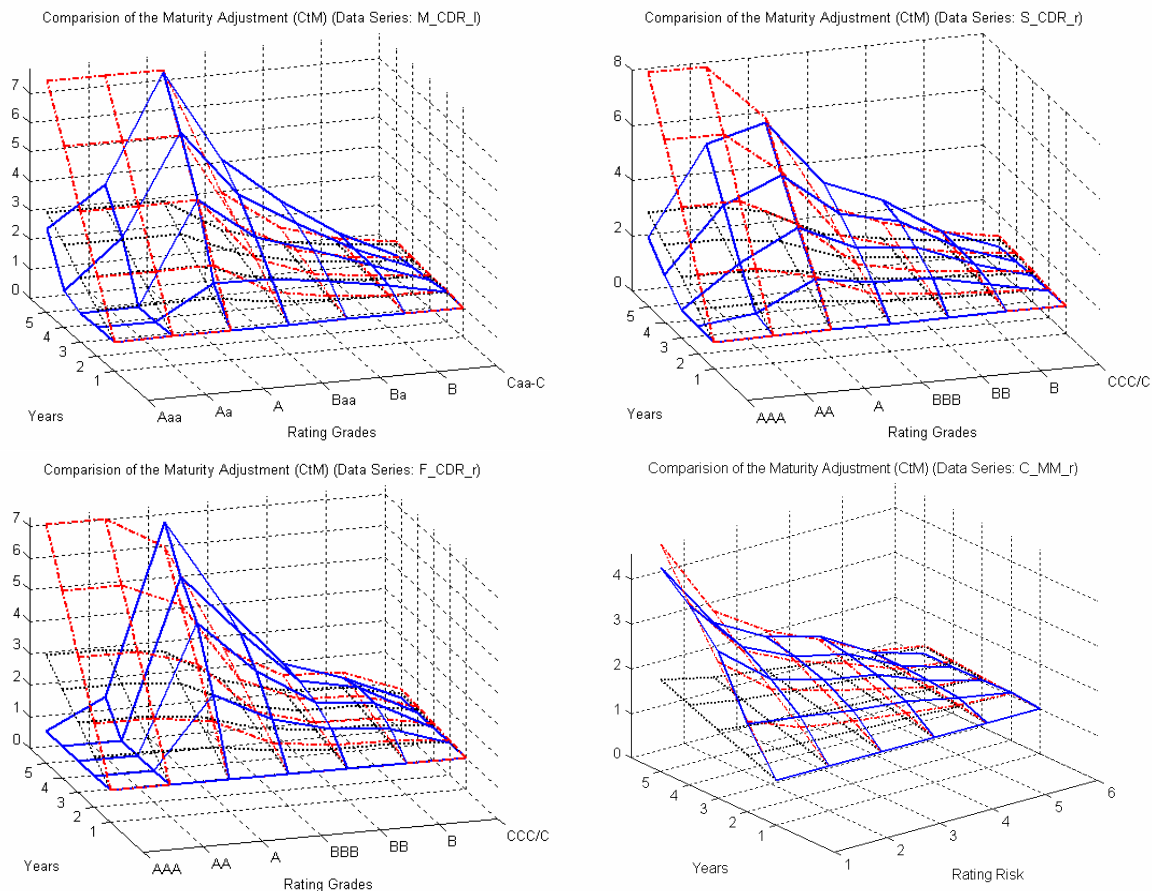 Comparision of the Maturity Adjustment (CtM) (Data Series: M_CDR_l)
7
6
5
4
3
2
1
0
5
4
3
2
1
Years
Aaa
Aa
A
Baa
Ba
B
Caa-C
Rating Grades
Comparision of the Maturity Adjustment (CtM) (Data Series: S_CDR_r)
8
6
4
2
0
5
4
3
2
1
Years
AAA
AA
A
BBB
BB
B
CCC/C
Rating Grades
Comparision of the Maturity Adjustment (CtM) (Data Series: F_CDR_r)
7
6
5
4
3
2
1
0
5
4
3
2
1
Years
AAA
AA
A
BBB
BB
B
CCC/C
Rating Grades
Comparision of the Maturity Adjustment (CtM) (Data Series: C_MM_r)
4
3
2
1
0
5
4
3
2
1
Years
1
2
3
4
5
6
Rating Risk